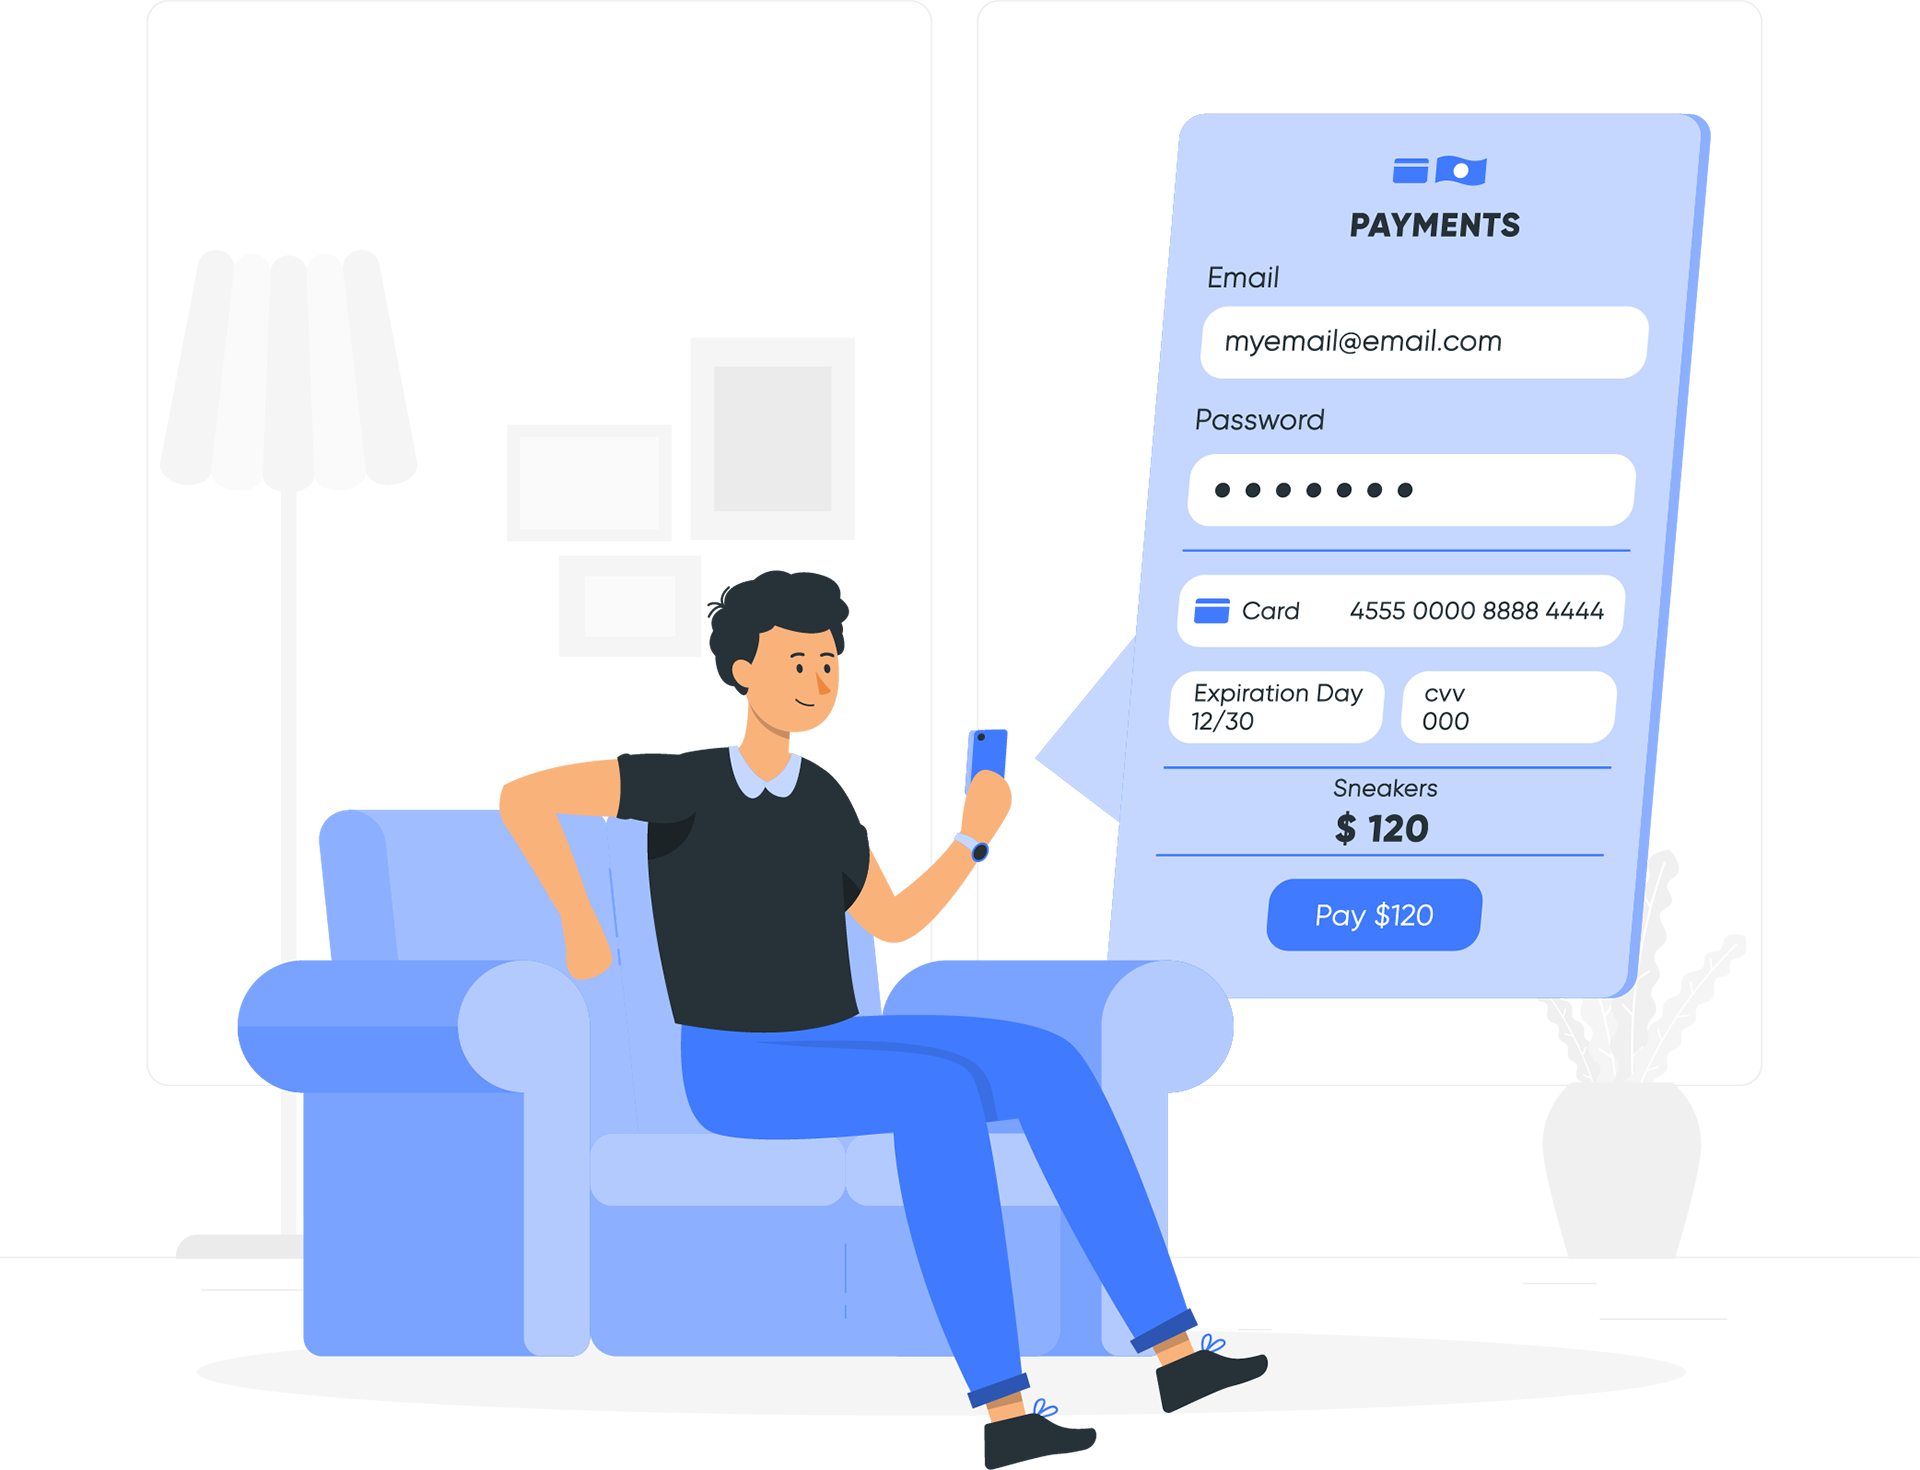 PAYMENTS
Email
myemail@email.com
Password
Card 4555 0000 8888 4444
Expiration Day
12/30
cvv
000
Sneakers
$ 120
Pay $120